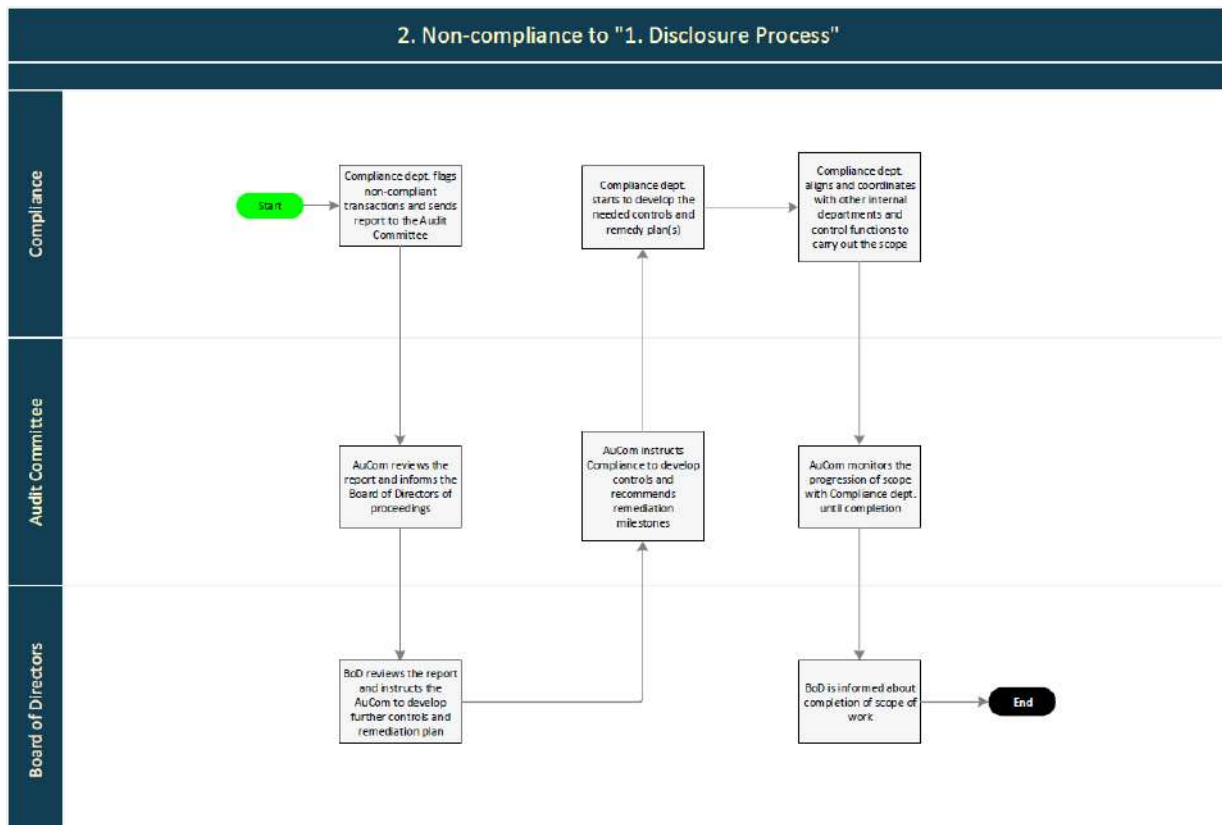 2. Non-compliance to "1. Disclosure Process"
Compliance
Start
Compliance dept. flags
non-compliant
transactions and sends
report to the Audit
Committee
Compliance dept.
starts to develop the
needed controls and
remedy plan(s)
Compliance dept.
aligns and coordinates
with other internal
departments and
control functions to
carry out the scope
Audit Committee
AuCom reviews the
report and informs the
Board of Directors of
proceedings
AuCom instructs
Compliance to develop
controls and
recommends
remediation
milestones
AuCom monitors the
progression of scope
with Compliance dept.
until completion
Board of Directors
BoD reviews the report
and instructs the
AuCom to develop
further controls and
remediation plan
BoD is informed about
completion of scope of
work
End